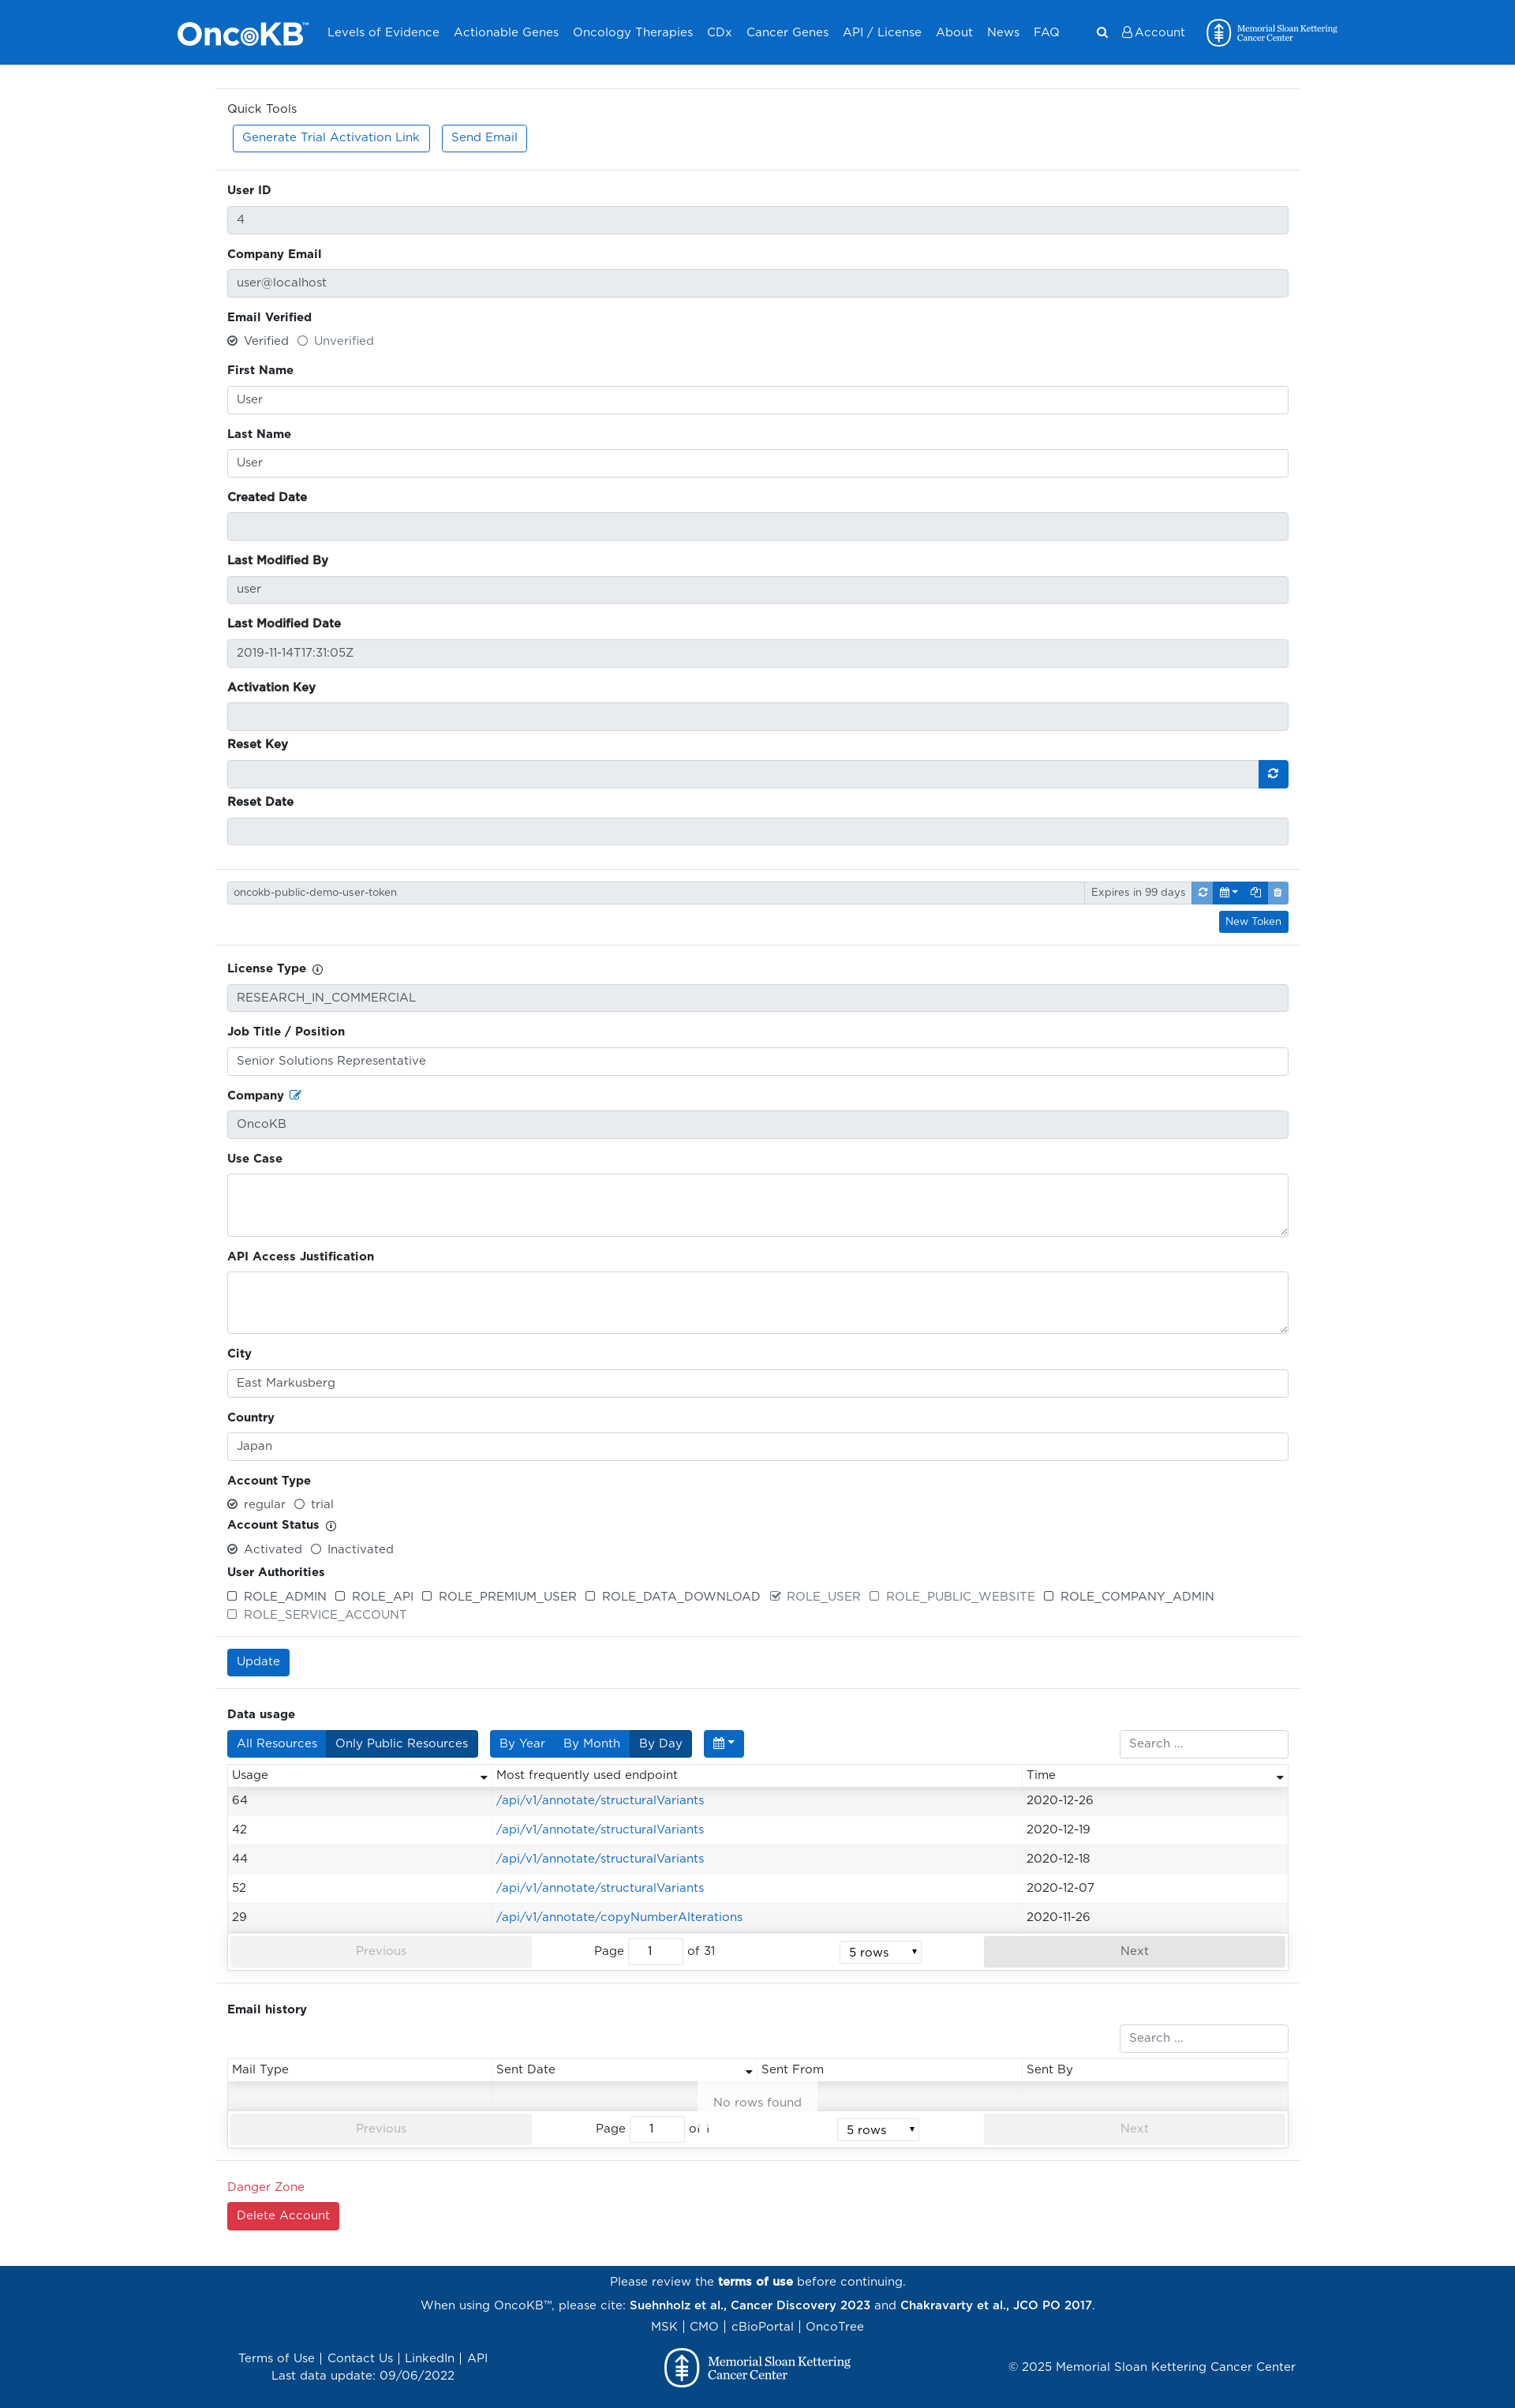 OncoKB™ Levels of Evidence Actionable Genes Oncology Therapies CDx Cancer Genes API / License About News FAQ Account Memorial Sloan Kettering
Cancer Center
Quick Tools
Generate Trial Activation Link Send Email
User ID
4
Company Email
user@localhost
Email Verified
Verified Unverified
First Name
User
Last Name
User
Created Date
Last Modified By
user
Last Modified Date
2019-11-14T17:31:05Z
Activation Key
Reset Key
Reset Date
oncokb-public-demo-user-token Expires in 99 days
New Token
License Type
RESEARCH_IN_COMMERCIAL
Job Title / Position
Senior Solutions Representative
Company
OncoKB
Use Case
API Access Justification
City
East Markusberg
Country
Japan
Account Type
regular trial
Account Status
Activated Inactivated
User Authorities
ROLE_ADMIN ROLE_API ROLE_PREMIUM_USER ROLE_DATA_DOWNLOAD ROLE_USER ROLE_PUBLIC_WEBSITE ROLE_COMPANY_ADMIN
ROLE_SERVICE_ACCOUNT
Update
Data usage
All Resources Only Public Resources By Year By Month By Day Search ...
Usage Most frequently used endpoint Time
64 /api/v1/annotate/structuralVariants 2020-12-26
42 /api/v1/annotate/structuralVariants 2020-12-19
44 /api/v1/annotate/structuralVariants 2020-12-18
52 /api/v1/annotate/structuralVariants 2020-12-07
29 /api/v1/annotate/copyNumberAlterations 2020-11-26
Previous Page 1 of 31 5 rows Next
Email history
Search ...
Mail Type Sent Date Sent From Sent By
No rows found
Previous Page 1 of 1 5 rows Next
Danger Zone
Delete Account
Please review the terms of use before continuing.
When using OncoKB™, please cite: Suehnholz et al., Cancer Discovery 2023 and Chakravarty et al., JCO PO 2017.
MSK | CMO | cBioPortal | OncoTree
Terms of Use | Contact Us | LinkedIn | API
Last data update: 09/06/2022
Memorial Sloan Kettering
Cancer Center
© 2025 Memorial Sloan Kettering Cancer Center